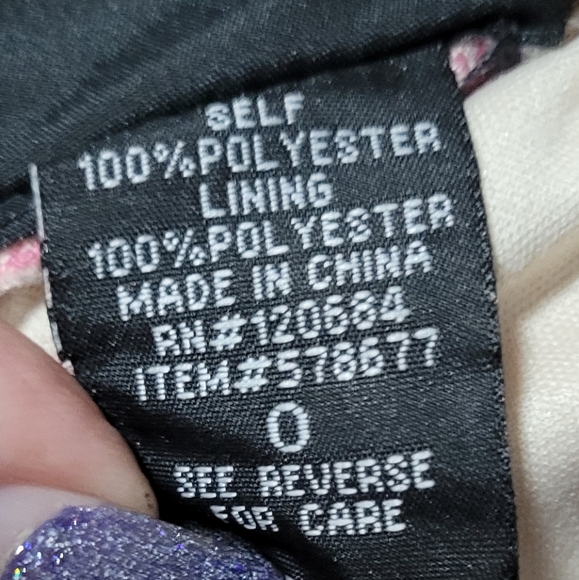 SELF
100%POLYESTER
LINING
100%POLYESTER
MADE IN CHINA
RN#120684
ITEM#578677
0
SEE REVERSE
FOR CARE